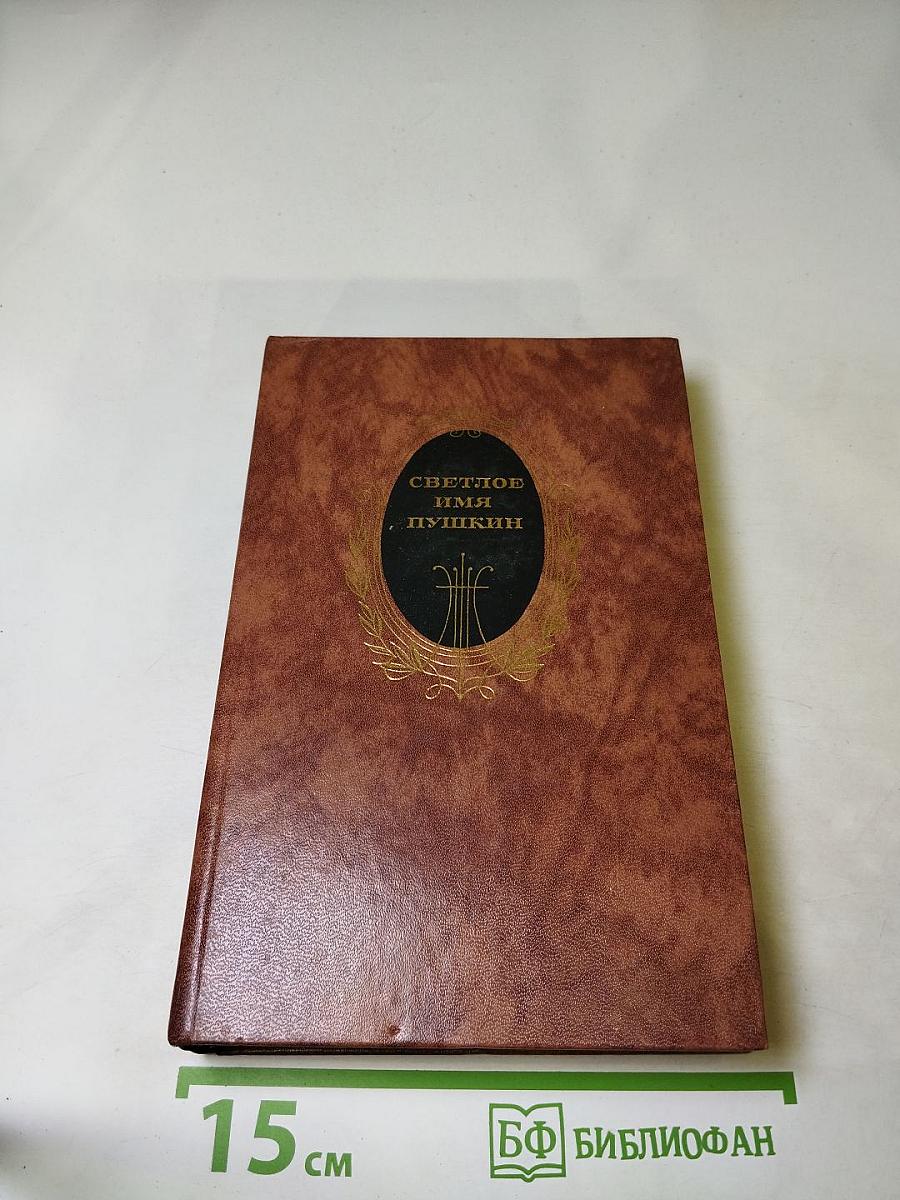 СВЕТЛОЕ
ИМЯ
ПУШКИН
15 см
БФ БИБЛИОФАН